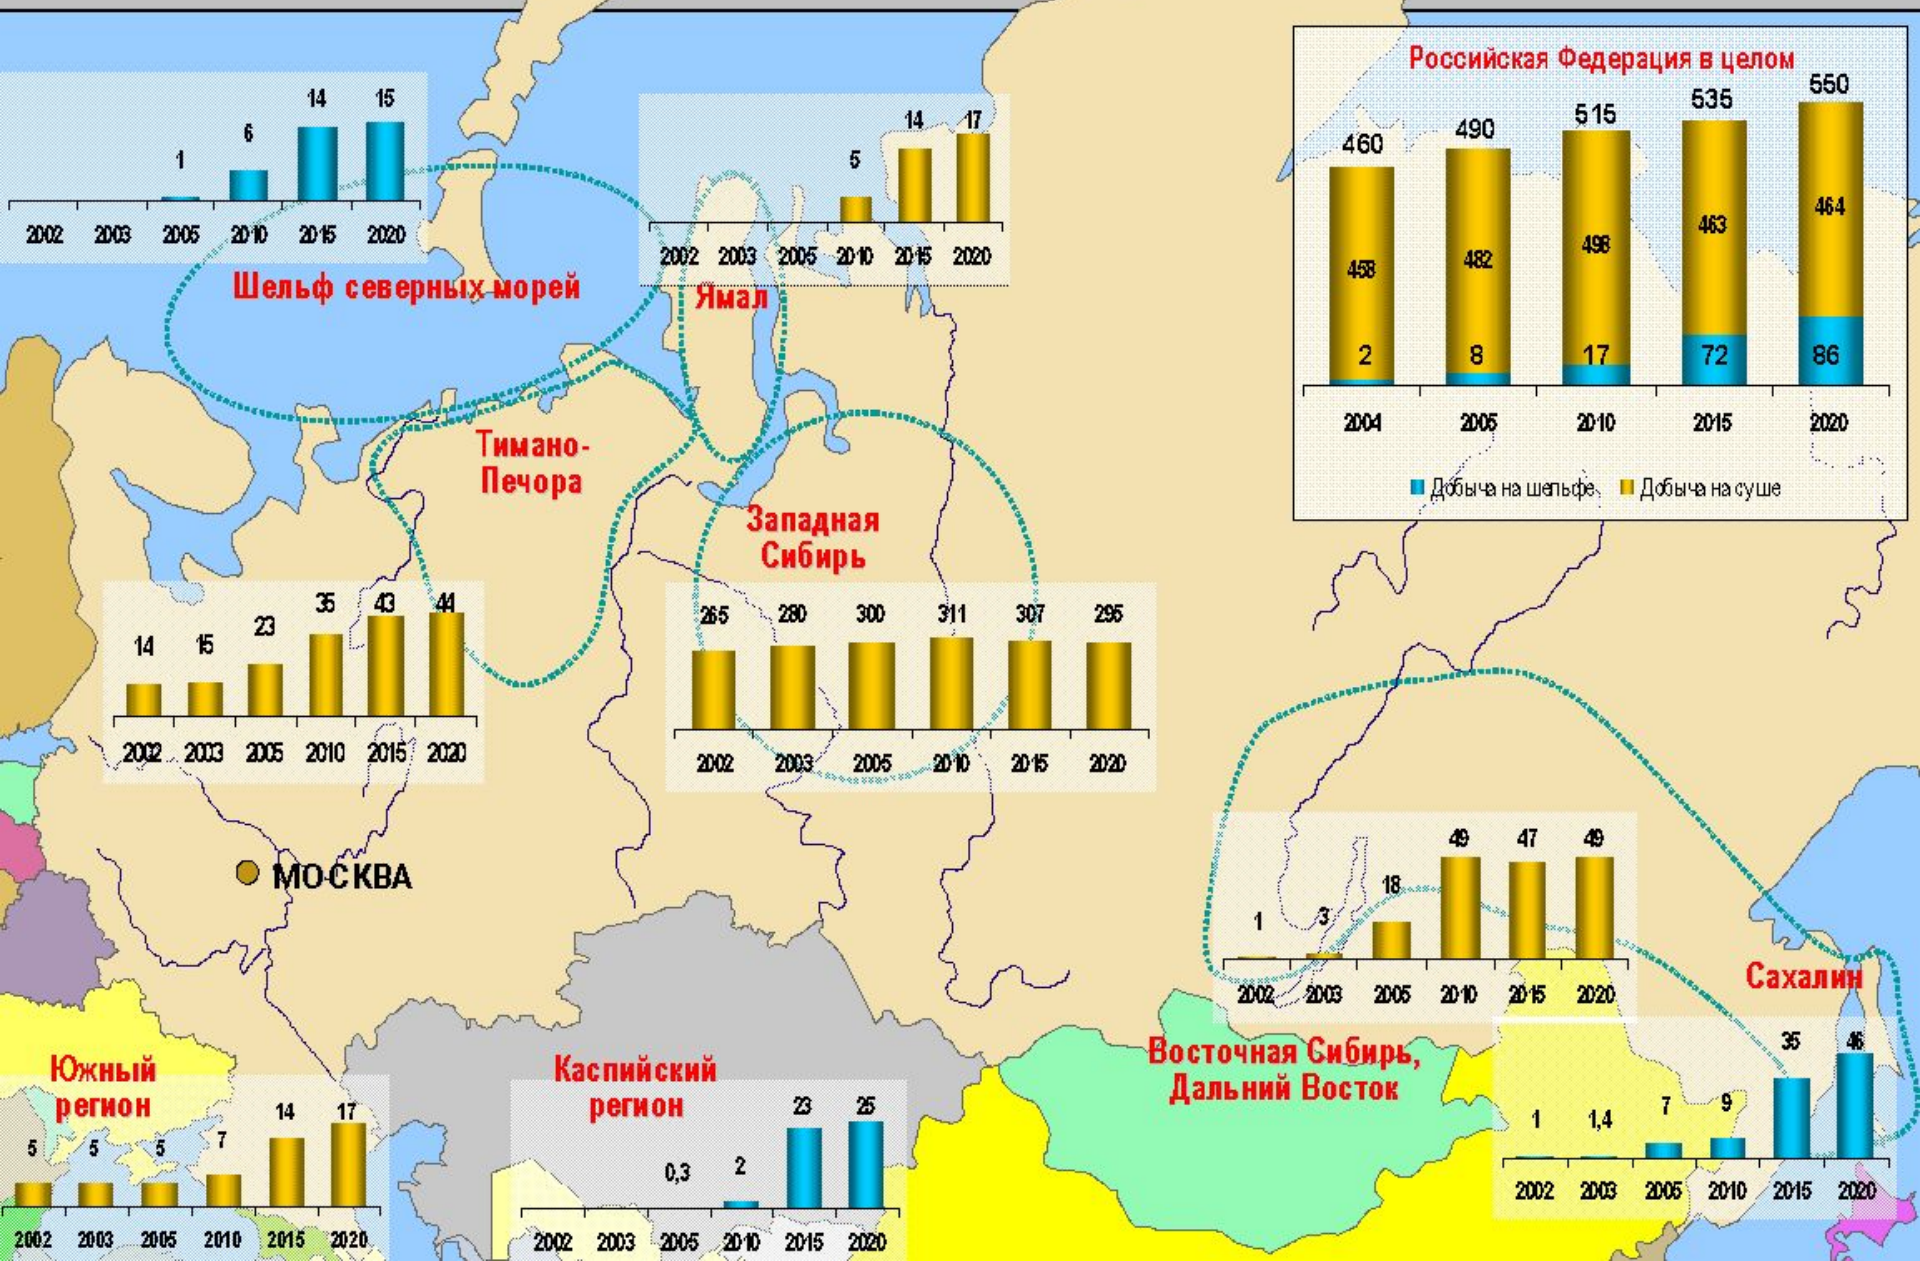 Российская Федерация в целом
460 490 515 535 550
458 482 498 463 464
2 8 17 72 86
2004 2005 2010 2015 2020
Добыча на шельфе Добыча на суше
1 6 14 15
2002 2003 2005 2010 2015 2020
Шельф северных морей
5 14 17
2002 2003 2005 2010 2015 2020
Ямал
Тимано-
Печора
14 15 23 35 43 44
2002 2003 2005 2010 2015 2020
Западная
Сибирь
265 280 300 311 307 295
2002 2003 2005 2010 2015 2020
МОСКВА
1 3 18 49 47 49
2002 2003 2005 2010 2015 2020
Восточная Сибирь,
Дальний Восток
Сахалин
1 1,4 7 9 35 46
2002 2003 2005 2010 2015 2020
Южный
регион
5 5 5 7 14 17
2002 2003 2005 2010 2015 2020
Каспийский
регион
0,3 2 23 25
2002 2003 2005 2010 2015 2020